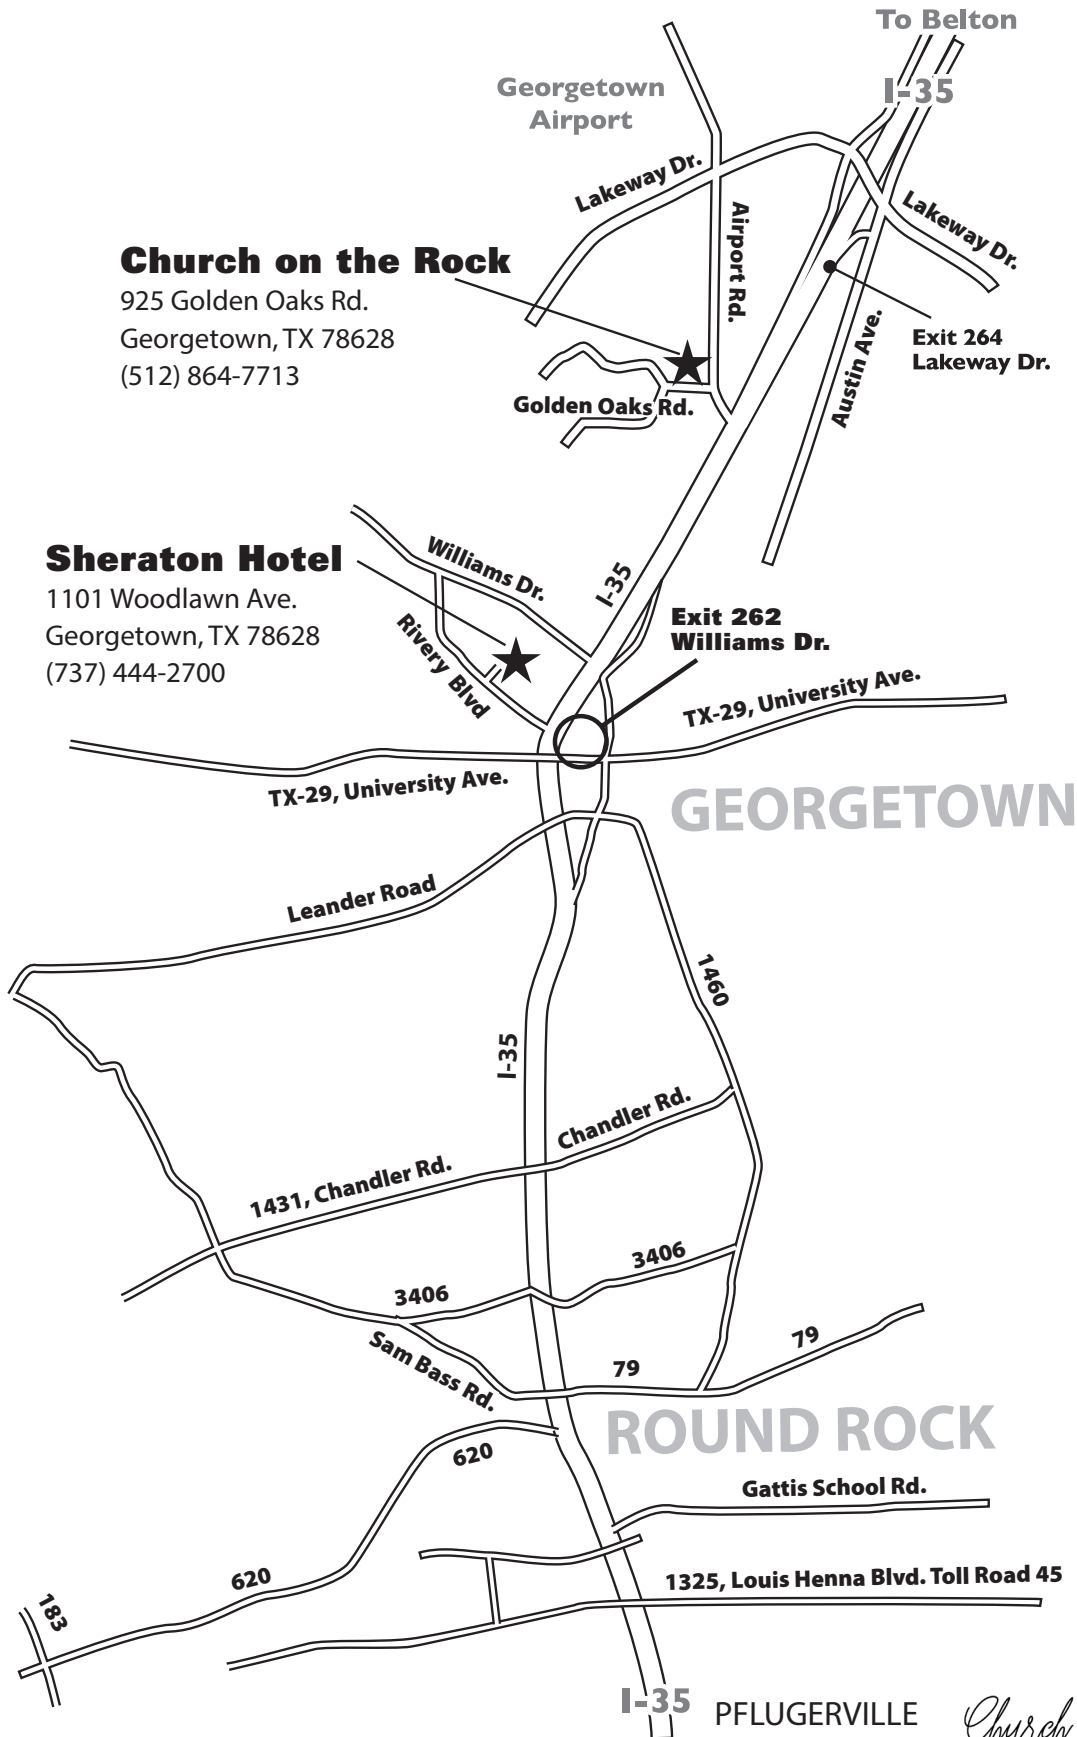 To Belton
I-35
Georgetown
Airport
Lakeway Dr.
Airport Rd.
Lakeway Dr.
Church on the Rock
925 Golden Oaks Rd.
Georgetown, TX 78628
(512) 864-7713
Exit 264
Lakeway Dr.
Austin Ave.
Golden Oaks Rd.
Sheraton Hotel
1101 Woodlawn Ave.
Georgetown, TX 78628
(737) 444-2700
Williams Dr.
I-35
Rivery Blvd
Exit 262
Williams Dr.
TX-29, University Ave.
TX-29, University Ave.
GEORGETOWN
Leander Road
1460
I-35
Chandler Rd.
1431, Chandler Rd.
3406
3406
Sam Bass Rd.
79
79
ROUND ROCK
620
Gattis School Rd.
620
1325, Louis Henna Blvd. Toll Road 45
183
I-35
PFLUGERVILLE
Church